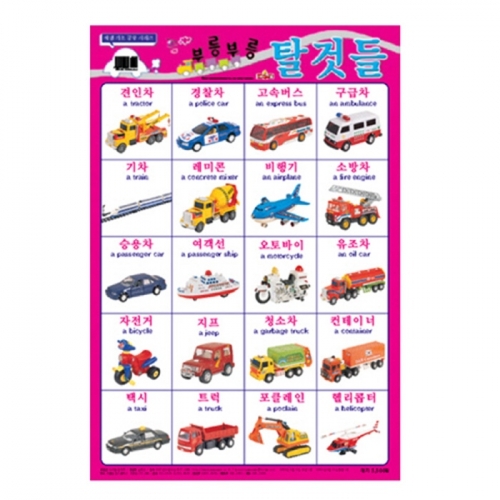 부릉부릉
탈것들
견인차 경찰차 고속버스 구급차
a tractor a police car an express bus an ambulance
기차 레미콘 비행기 소방차
a train a concrete mixer an airplane a fire engine
승용차 여객선 오토바이 유조차
a passenger car a passenger ship a motorcycle an oil car
자전거 지프 청소차 컨테이너
a bicycle a jeep a garbage truck a container
택시 트럭 포클레인 헬리콥터
a taxi a truck a poclain a helicopter